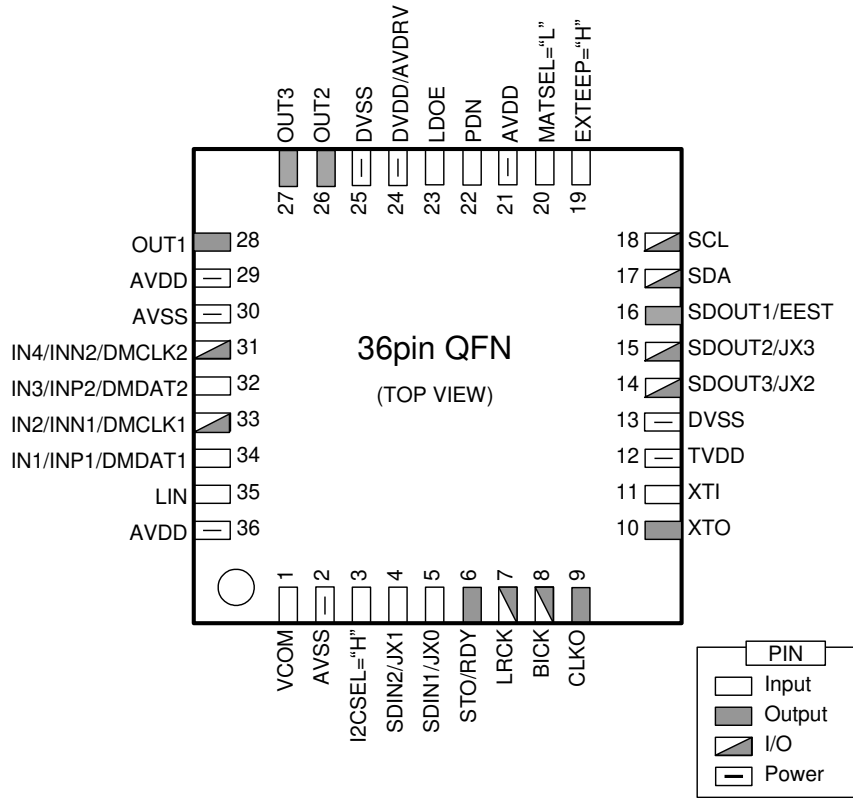 OUT3
OUT2
DVSS
DVDD/AVDRV
LDOE
PDN
AVDD
MATSEL=“L”
EXTEEP=“H”
27
26
25
24
23
22
21
20
19
OUT1 28
AVDD 29
AVSS 30
IN4/INN2/DMCLK2 31
IN3/INP2/DMDAT2 32
IN2/INN1/DMCLK1 33
IN1/INP1/DMDAT1 34
LIN 35
AVDD 36
36pin QFN
(TOP VIEW)
18 SCL
17 SDA
16 SDOUT1/EEST
15 SDOUT2/JX3
14 SDOUT3/JX2
13 DVSS
12 TVDD
11 XTI
10 XTO
1
2
3
4
5
6
7
8
9
VCOM
AVSS
I2CSEL=“H”
SDIN2/JX1
SDIN1/JX0
STO/RDY
LRCK
BICK
CLKO
PIN
Input
Output
I/O
Power